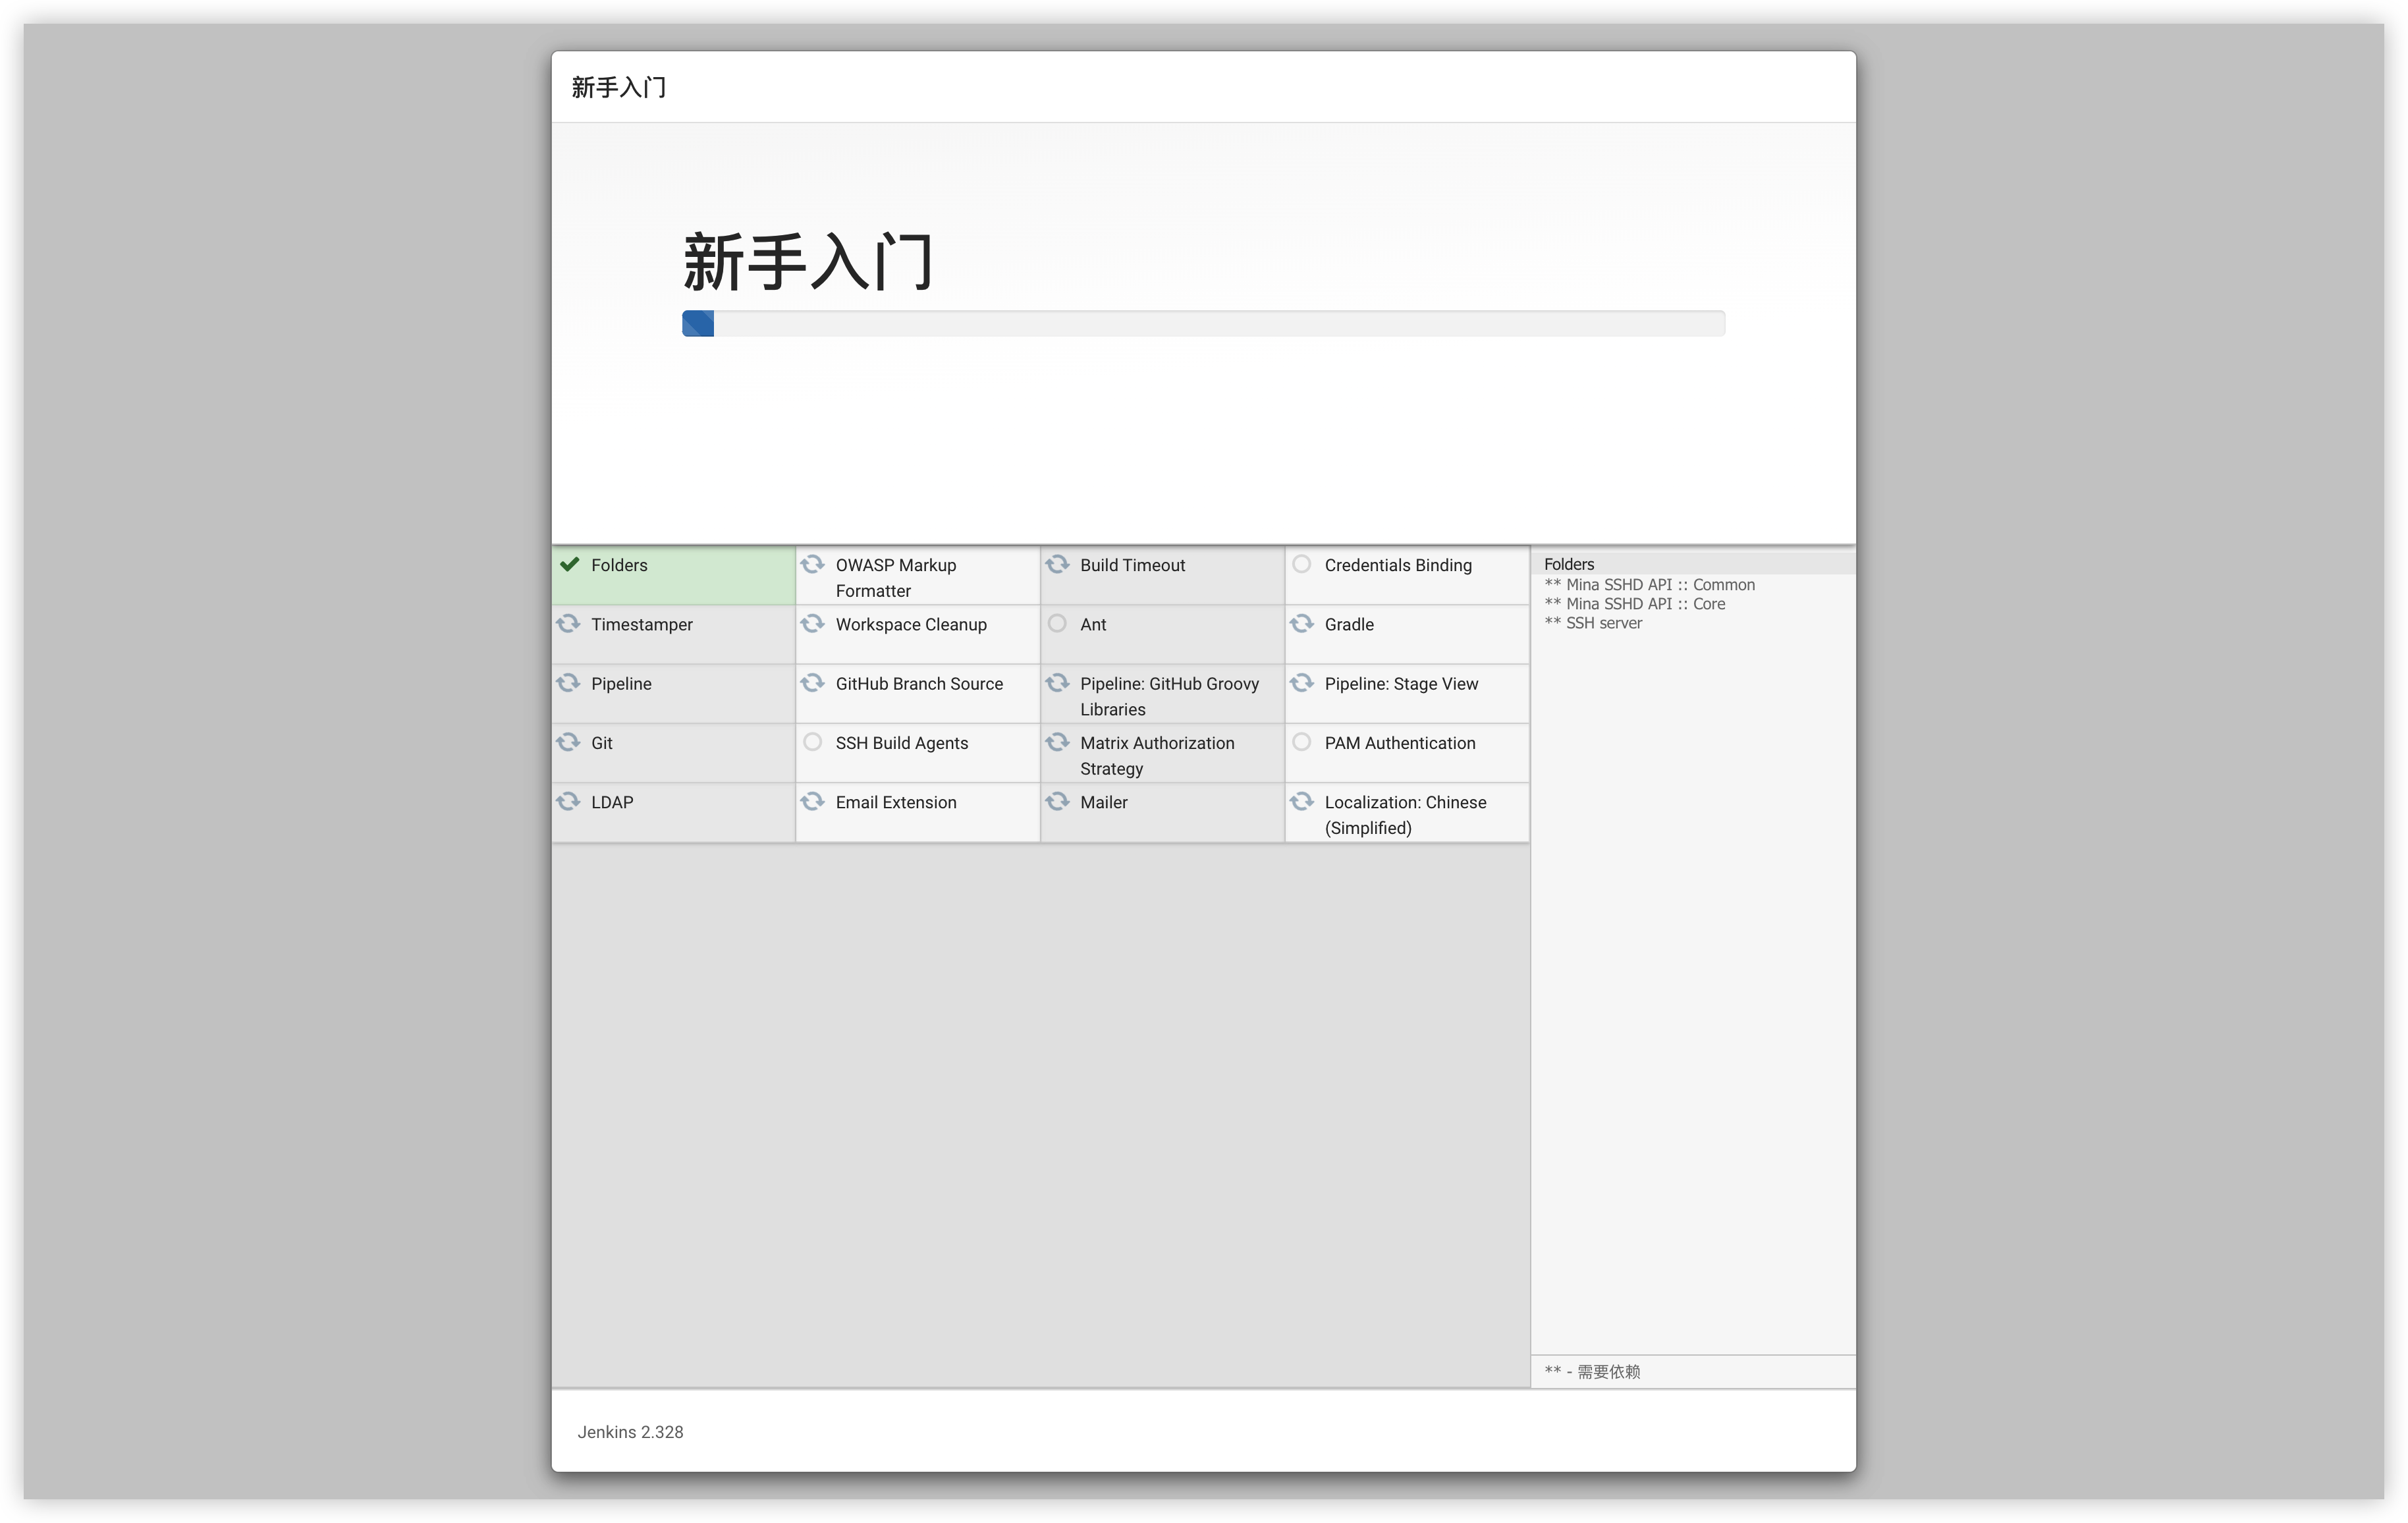 新手入门
新手入门
Folders
OWASP Markup
Formatter
Build Timeout
Credentials Binding
Timestamper
Workspace Cleanup
Ant
Gradle
Pipeline
GitHub Branch Source
Pipeline: GitHub Groovy
Libraries
Pipeline: Stage View
Git
SSH Build Agents
Matrix Authorization
Strategy
PAM Authentication
LDAP
Email Extension
Mailer
Localization: Chinese
(Simplified)
Folders
** Mina SSHD API :: Common
** Mina SSHD API :: Core
** SSH server
** - 需要依赖
Jenkins 2.328